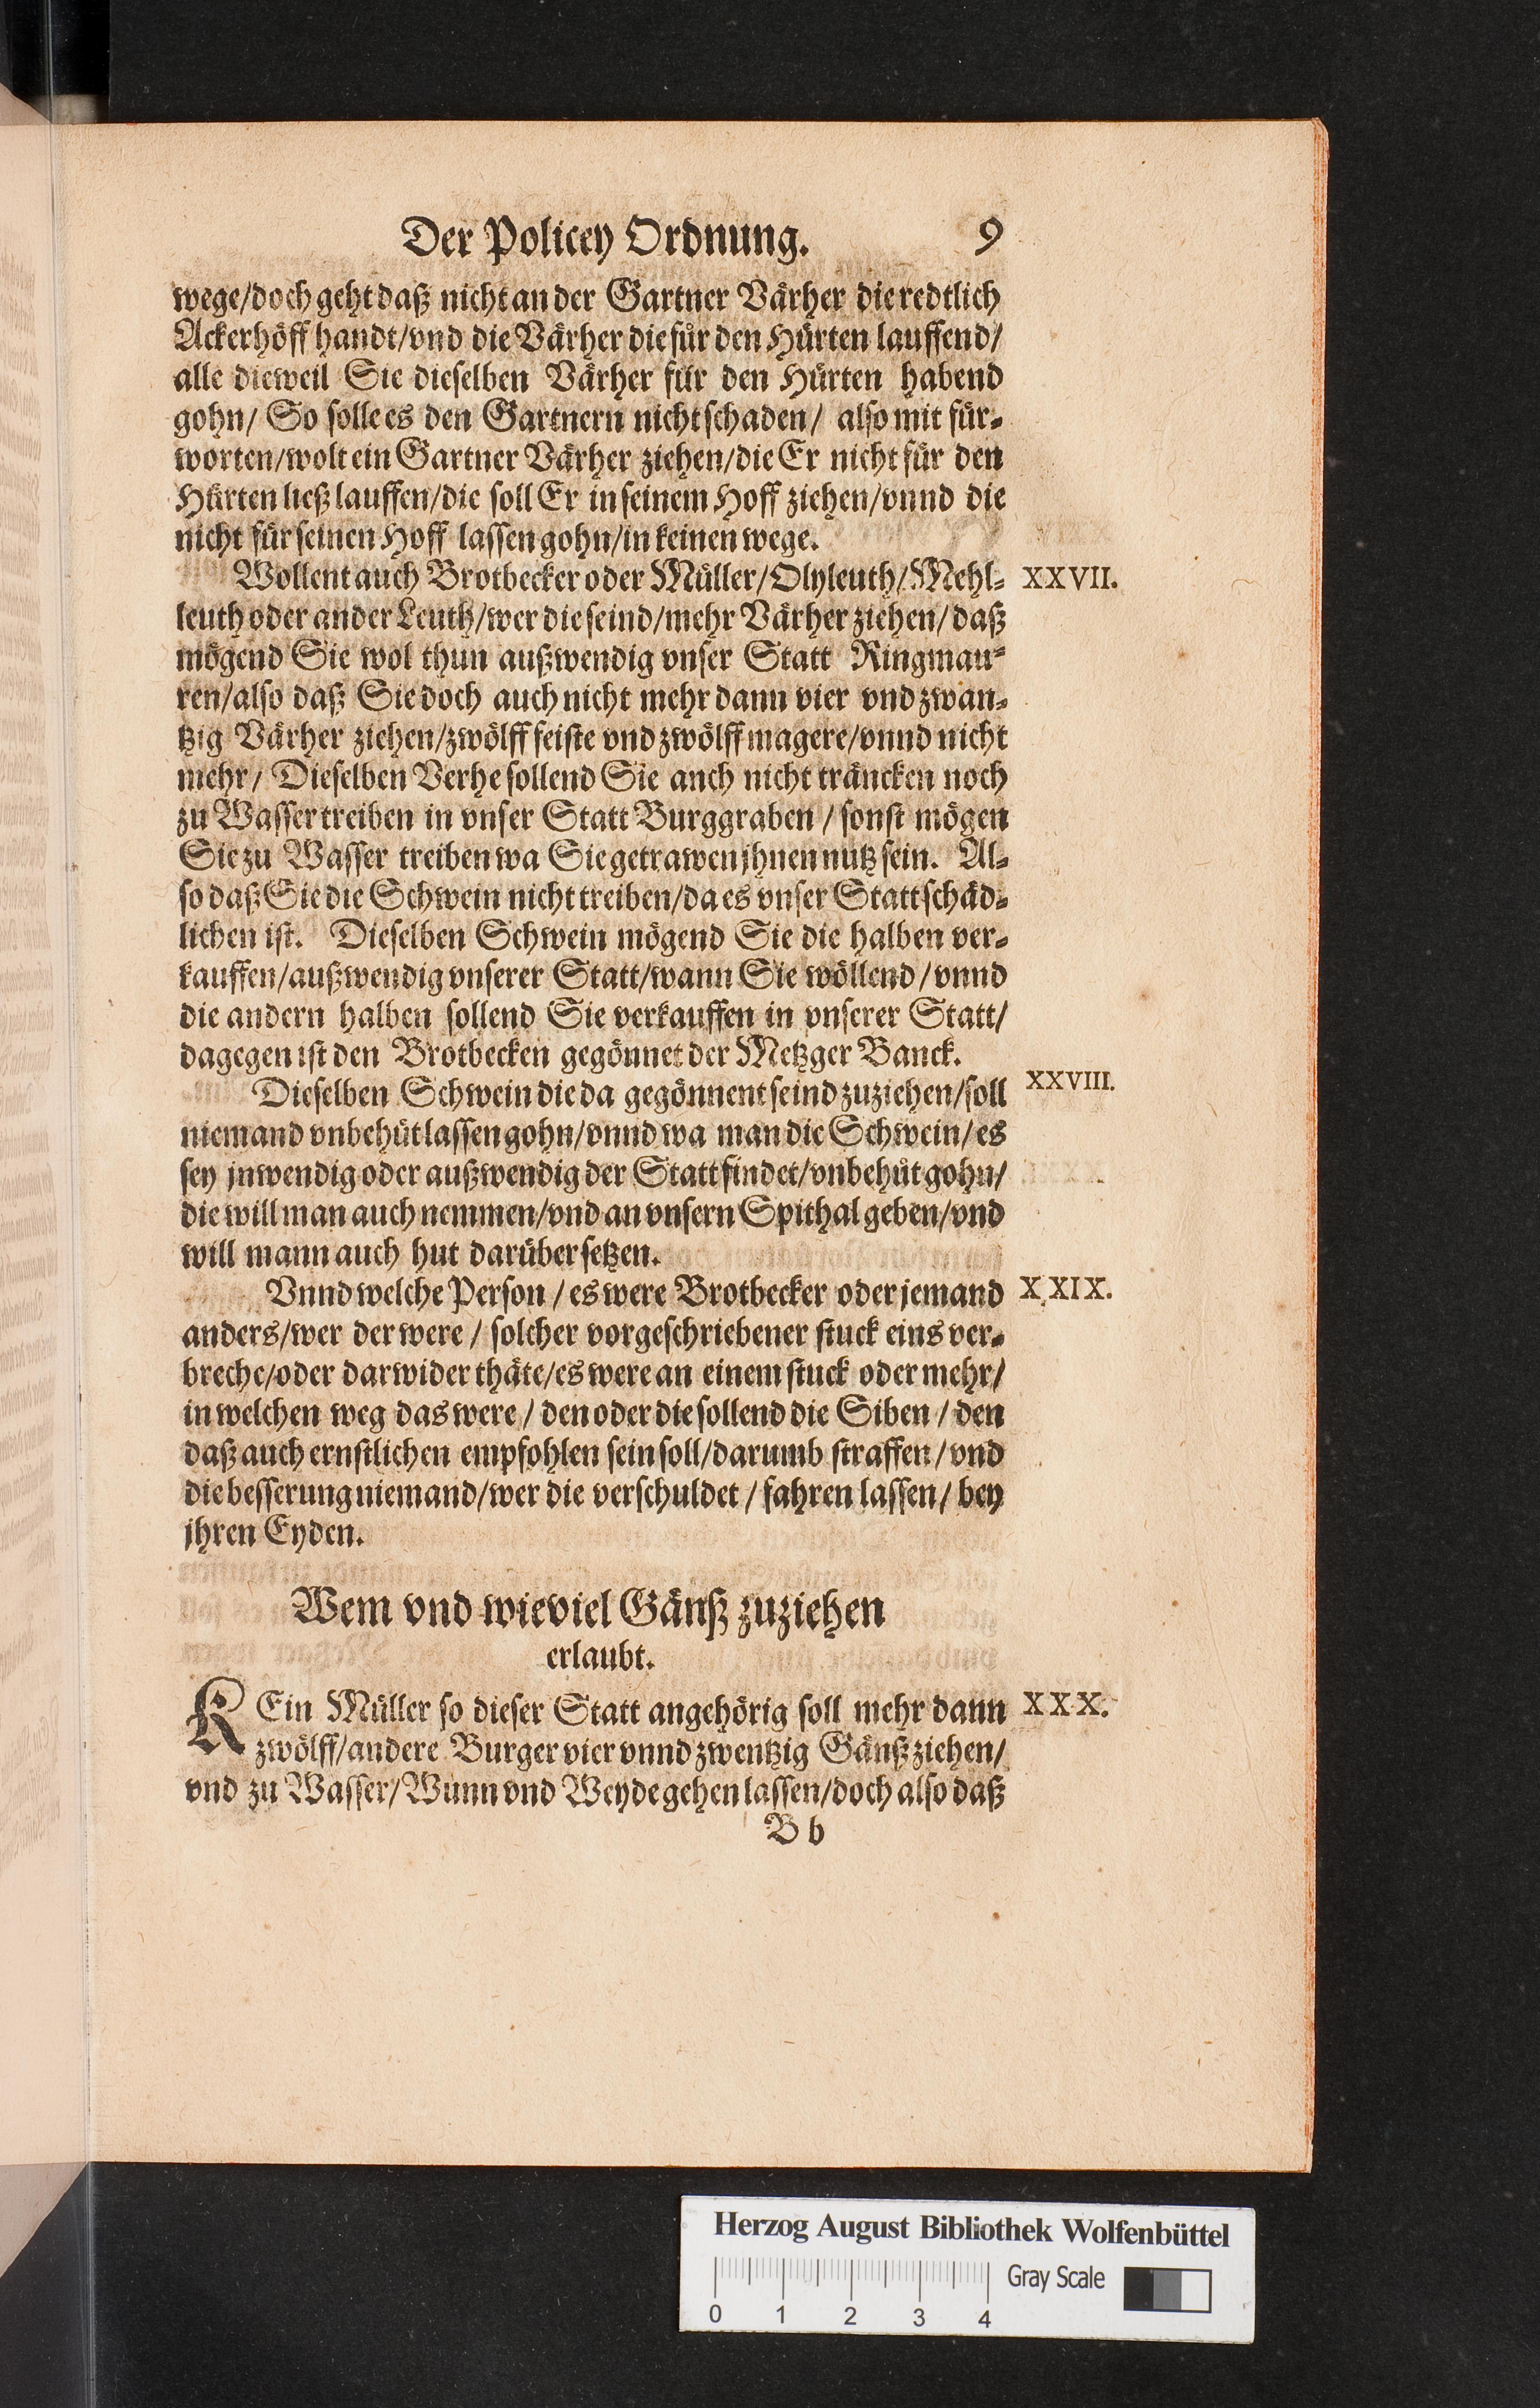 Der Policey Ordnung. 9
wege/doch geht daß nicht an der Gartner Värher die redtlich
Ackerhöff handt/vnd die Värher die für den Hürten lauffend/
alle dieweil Sie dieselben Värher für den Hürten habend
gohn/ So solle es den Gartnern nicht schaden/ also mit für-
worten/wolt ein Gartner Värher ziehen/die Er nicht für den
Hürten ließ lauffen/die soll Er in seinem Hoff ziehen/vnnd die
nicht für seinen Hoff lassen gohn/in keinen wege.
Wollent auch Brotbecker oder Müller/Olyleuth/Mehl- XXVII.
leuth oder ander Leuth/wer die seind/mehr Värher ziehen/daß
mögend Sie wol thun außwendig vnser Statt Ringmau-
ren/also daß Sie doch auch nicht mehr dann vier vnd zwan-
tzig Värher ziehen/zwölff feiste vnd zwölff magere/vnnd nicht
mehr/ Dieselben Verhe sollend Sie anch nicht träncken noch
zu Wasser treiben in vnser Statt Burggraben / sonst mögen
Sie zu Wasser treiben wa Sie getrawen jhnen nutz sein. Al-
so daß Sie die Schwein nicht treiben/da es vnser Statt schäd-
lichen ist. Dieselben Schwein mögend Sie die halben ver-
kauffen/außwendig vnserer Statt/wann Sie wöllend/vnnd
die andern halben sollend Sie verkauffen in vnserer Statt/
dagegen ist den Brotbecken gegönnet der Metzger Banck.
Dieselben Schwein die da gegönnent seind zuziehen/soll XXVIII.
niemand vnbehüt lassen gohn/vnnd wa man die Schwein/es
sey jnwendig oder außwendig der Statt findet/vnbehüt gohn/
die will man auch nemmen/vnd an vnsern Spithal geben/vnd
will mann auch hut darüber setzen.
Vnnd welche Person / es were Brotbecker oder jemand XXIX.
anders/wer der were / solcher vorgeschriebener stuck eins ver-
breche/oder darwider thäte/es were an einem stuck oder mehr/
in welchen weg das were / den oder die sollend die Siben / den
daß auch ernstlichen empfohlen sein soll/darumb straffen/vnd
die besserung niemand/wer die verschuldet / fahren lassen/ bey
jhren Eyden.
Wem vnd wieviel Gänß zuziehen
erlaubt.
KEin Müller so dieser Statt angehörig soll mehr dann XXX.
zwölff/andere Burger vier vnnd zwentzig Gänß ziehen/
vnd zu Wasser/Wunn vnd Weyde gehen lassen/doch also daß
B b
Herzog August Bibliothek Wolfenbüttel
Gray Scale
0 1 2 3 4